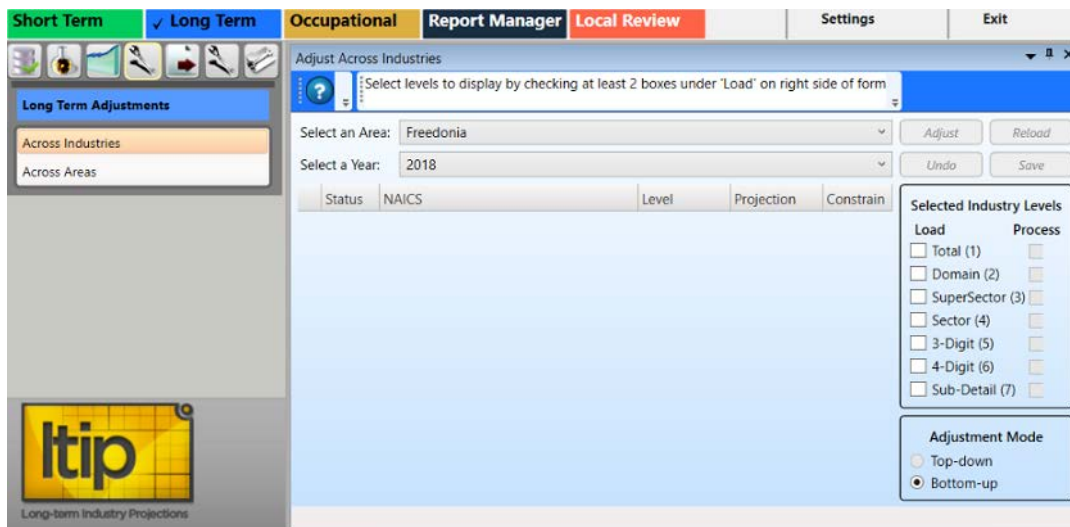 Short Term ✓ Long Term Occupational Report Manager Local Review Settings Exit
Adjust Across Industries
? Select levels to display by checking at least 2 boxes under 'Load' on right side of form
Long Term Adjustments
Across Industries
Across Areas
Select an Area: Freedonia Adjust Reload
Select a Year: 2018 Undo Save
Status NAICS Level Projection Constrain
Selected Industry Levels
Load Process
Total (1)
Domain (2)
SuperSector (3)
Sector (4)
3-Digit (5)
4-Digit (6)
Sub-Detail (7)
Adjustment Mode
Top-down
Bottom-up
ltip
Long-term Industry Projections